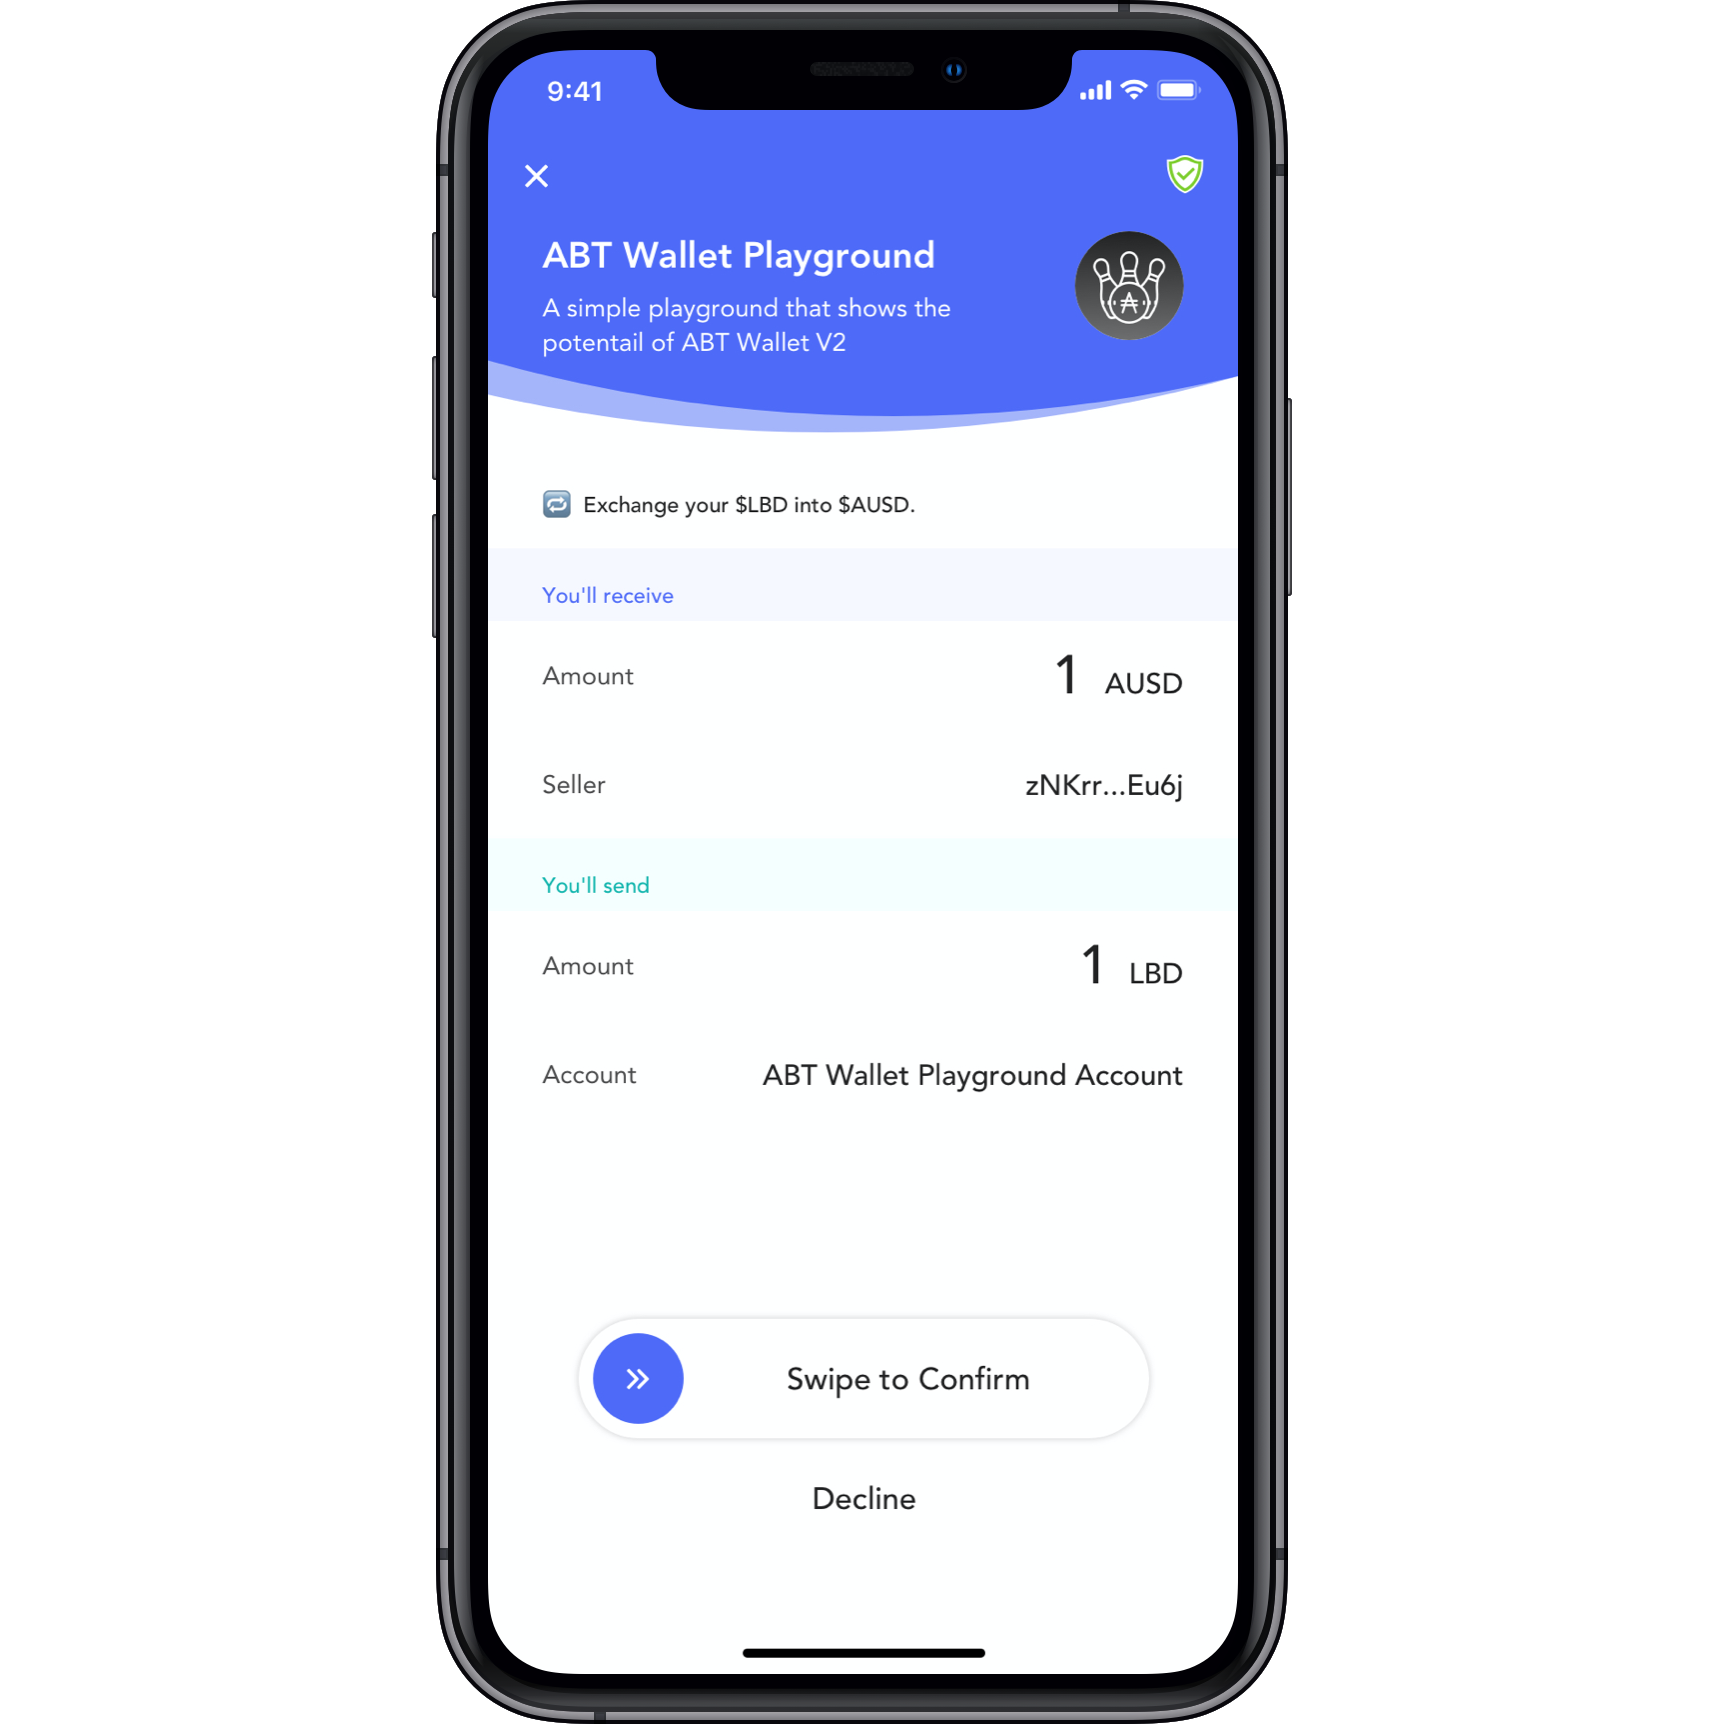 9:41
ABT Wallet Playground
A simple playground that shows the
potentail of ABT Wallet V2
Exchange your $LBD into $AUSD.
You'll receive
Amount 1 AUSD
Seller zNKrr...Eu6j
You'll send
Amount 1 LBD
Account ABT Wallet Playground Account
Swipe to Confirm
Decline